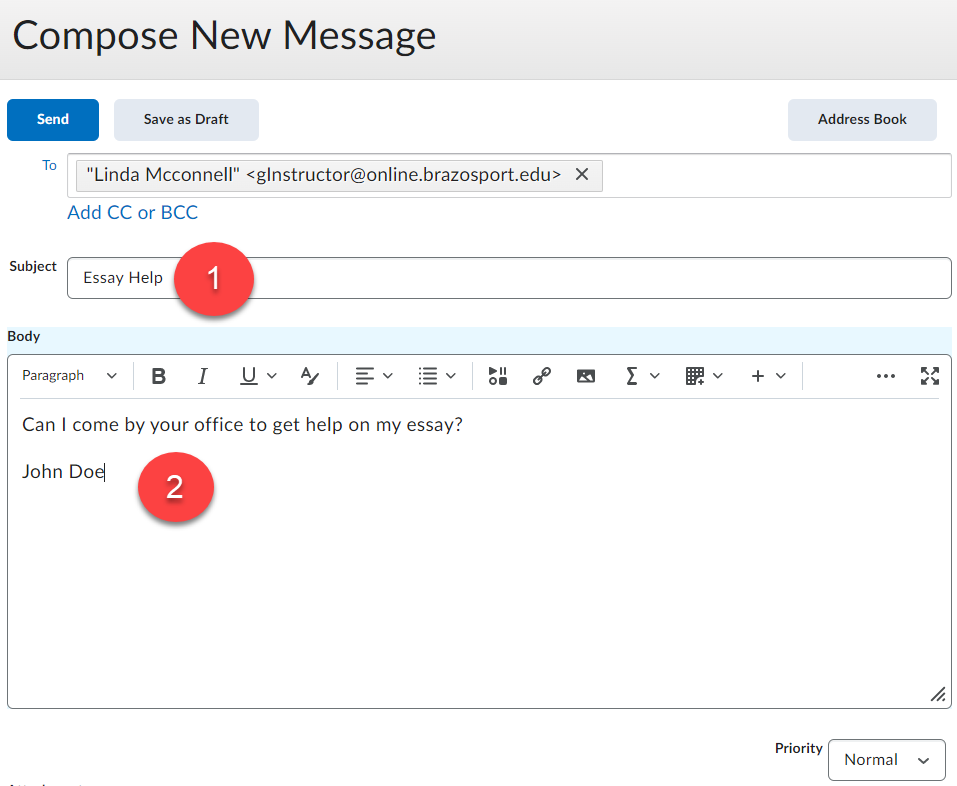 Compose New Message
Send Save as Draft Address Book
To "Linda Mcconnell" <gInstructor@online.brazosport.edu>
Add CC or BCC
Subject Essay Help 1
Body
Paragraph B I U
Can I come by your office to get help on my essay?
John Doe
2
Priority Normal